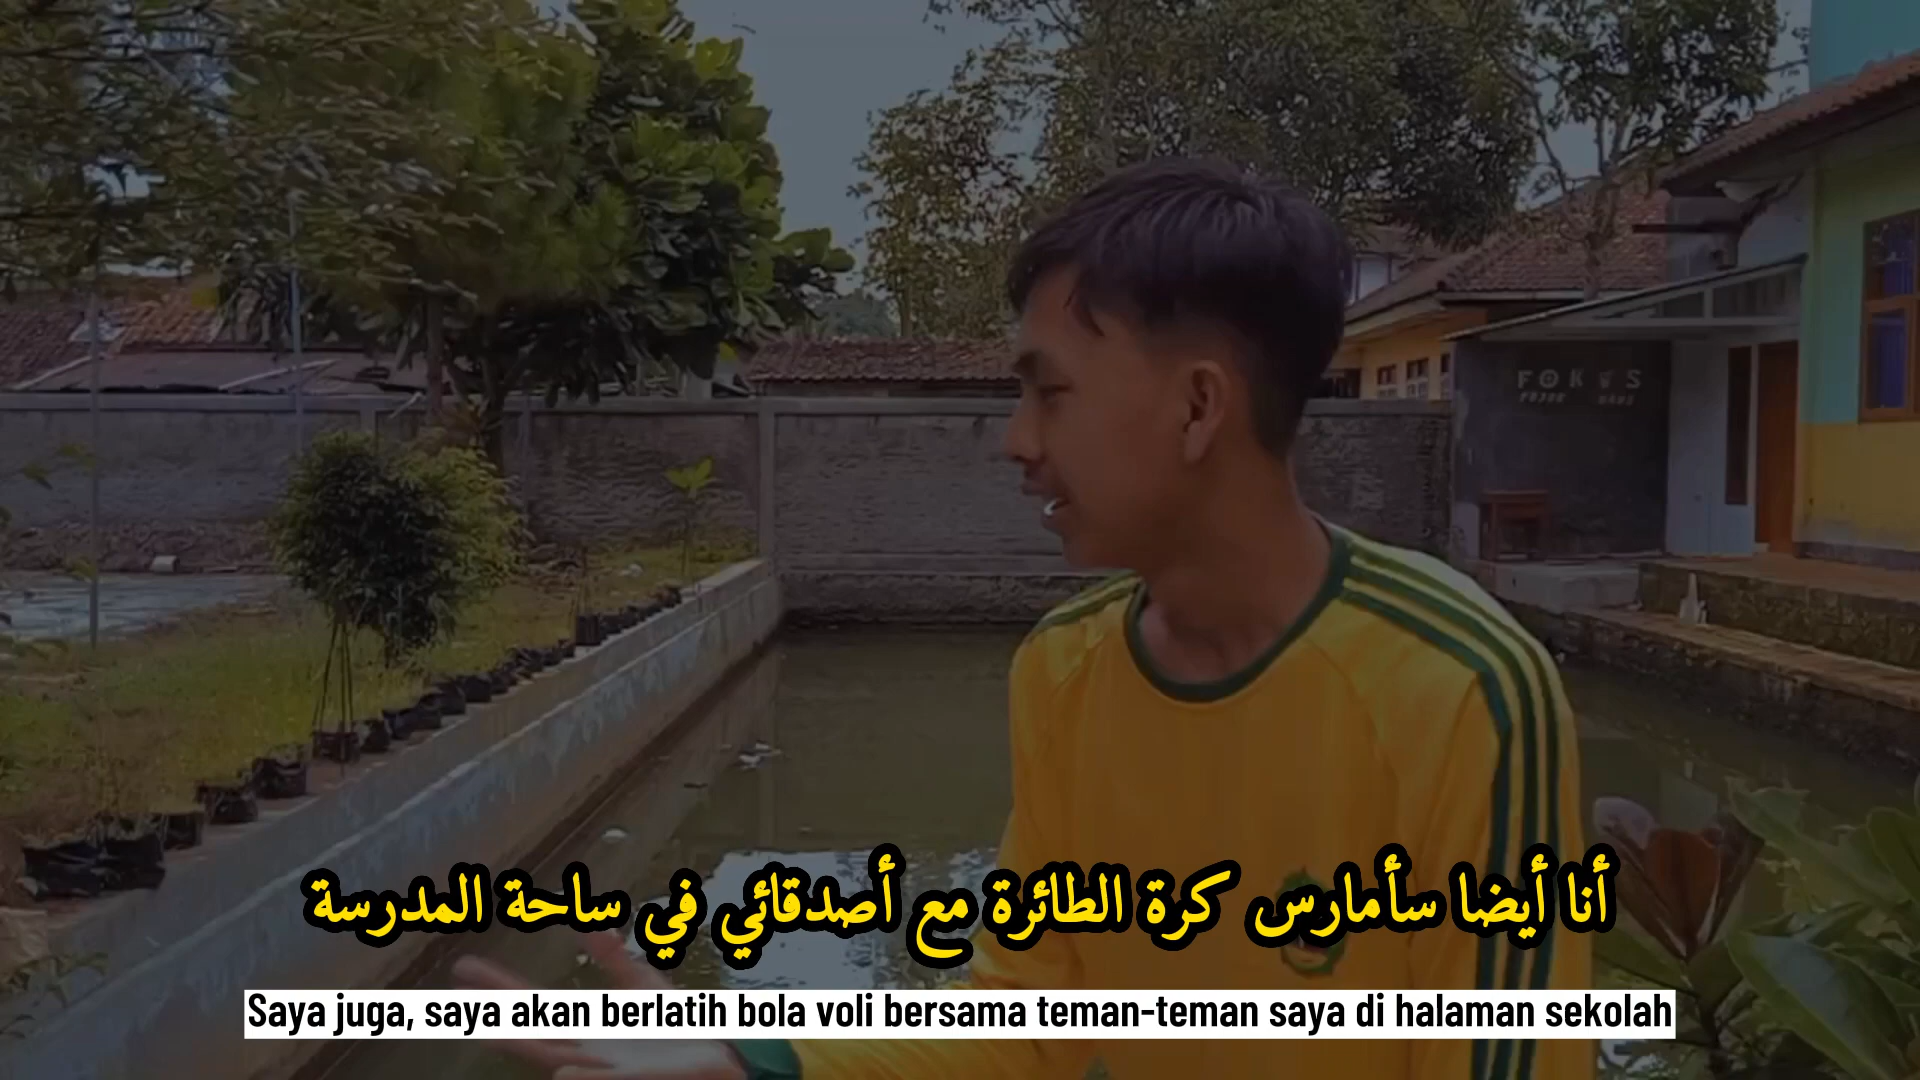 FOKUS
أنا أيضا سأمارس كرة الطائرة مع أصدقائي في ساحة المدرسة
Saya juga, saya akan berlatih bola voli bersama teman-teman saya di halaman sekolah